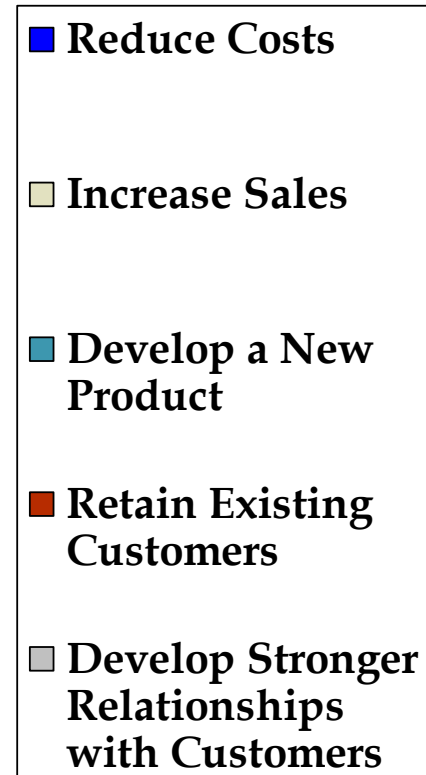 Reduce Costs
Increase Sales
Develop a New
Product
Retain Existing
Customers
Develop Stronger
Relationships
with Customers